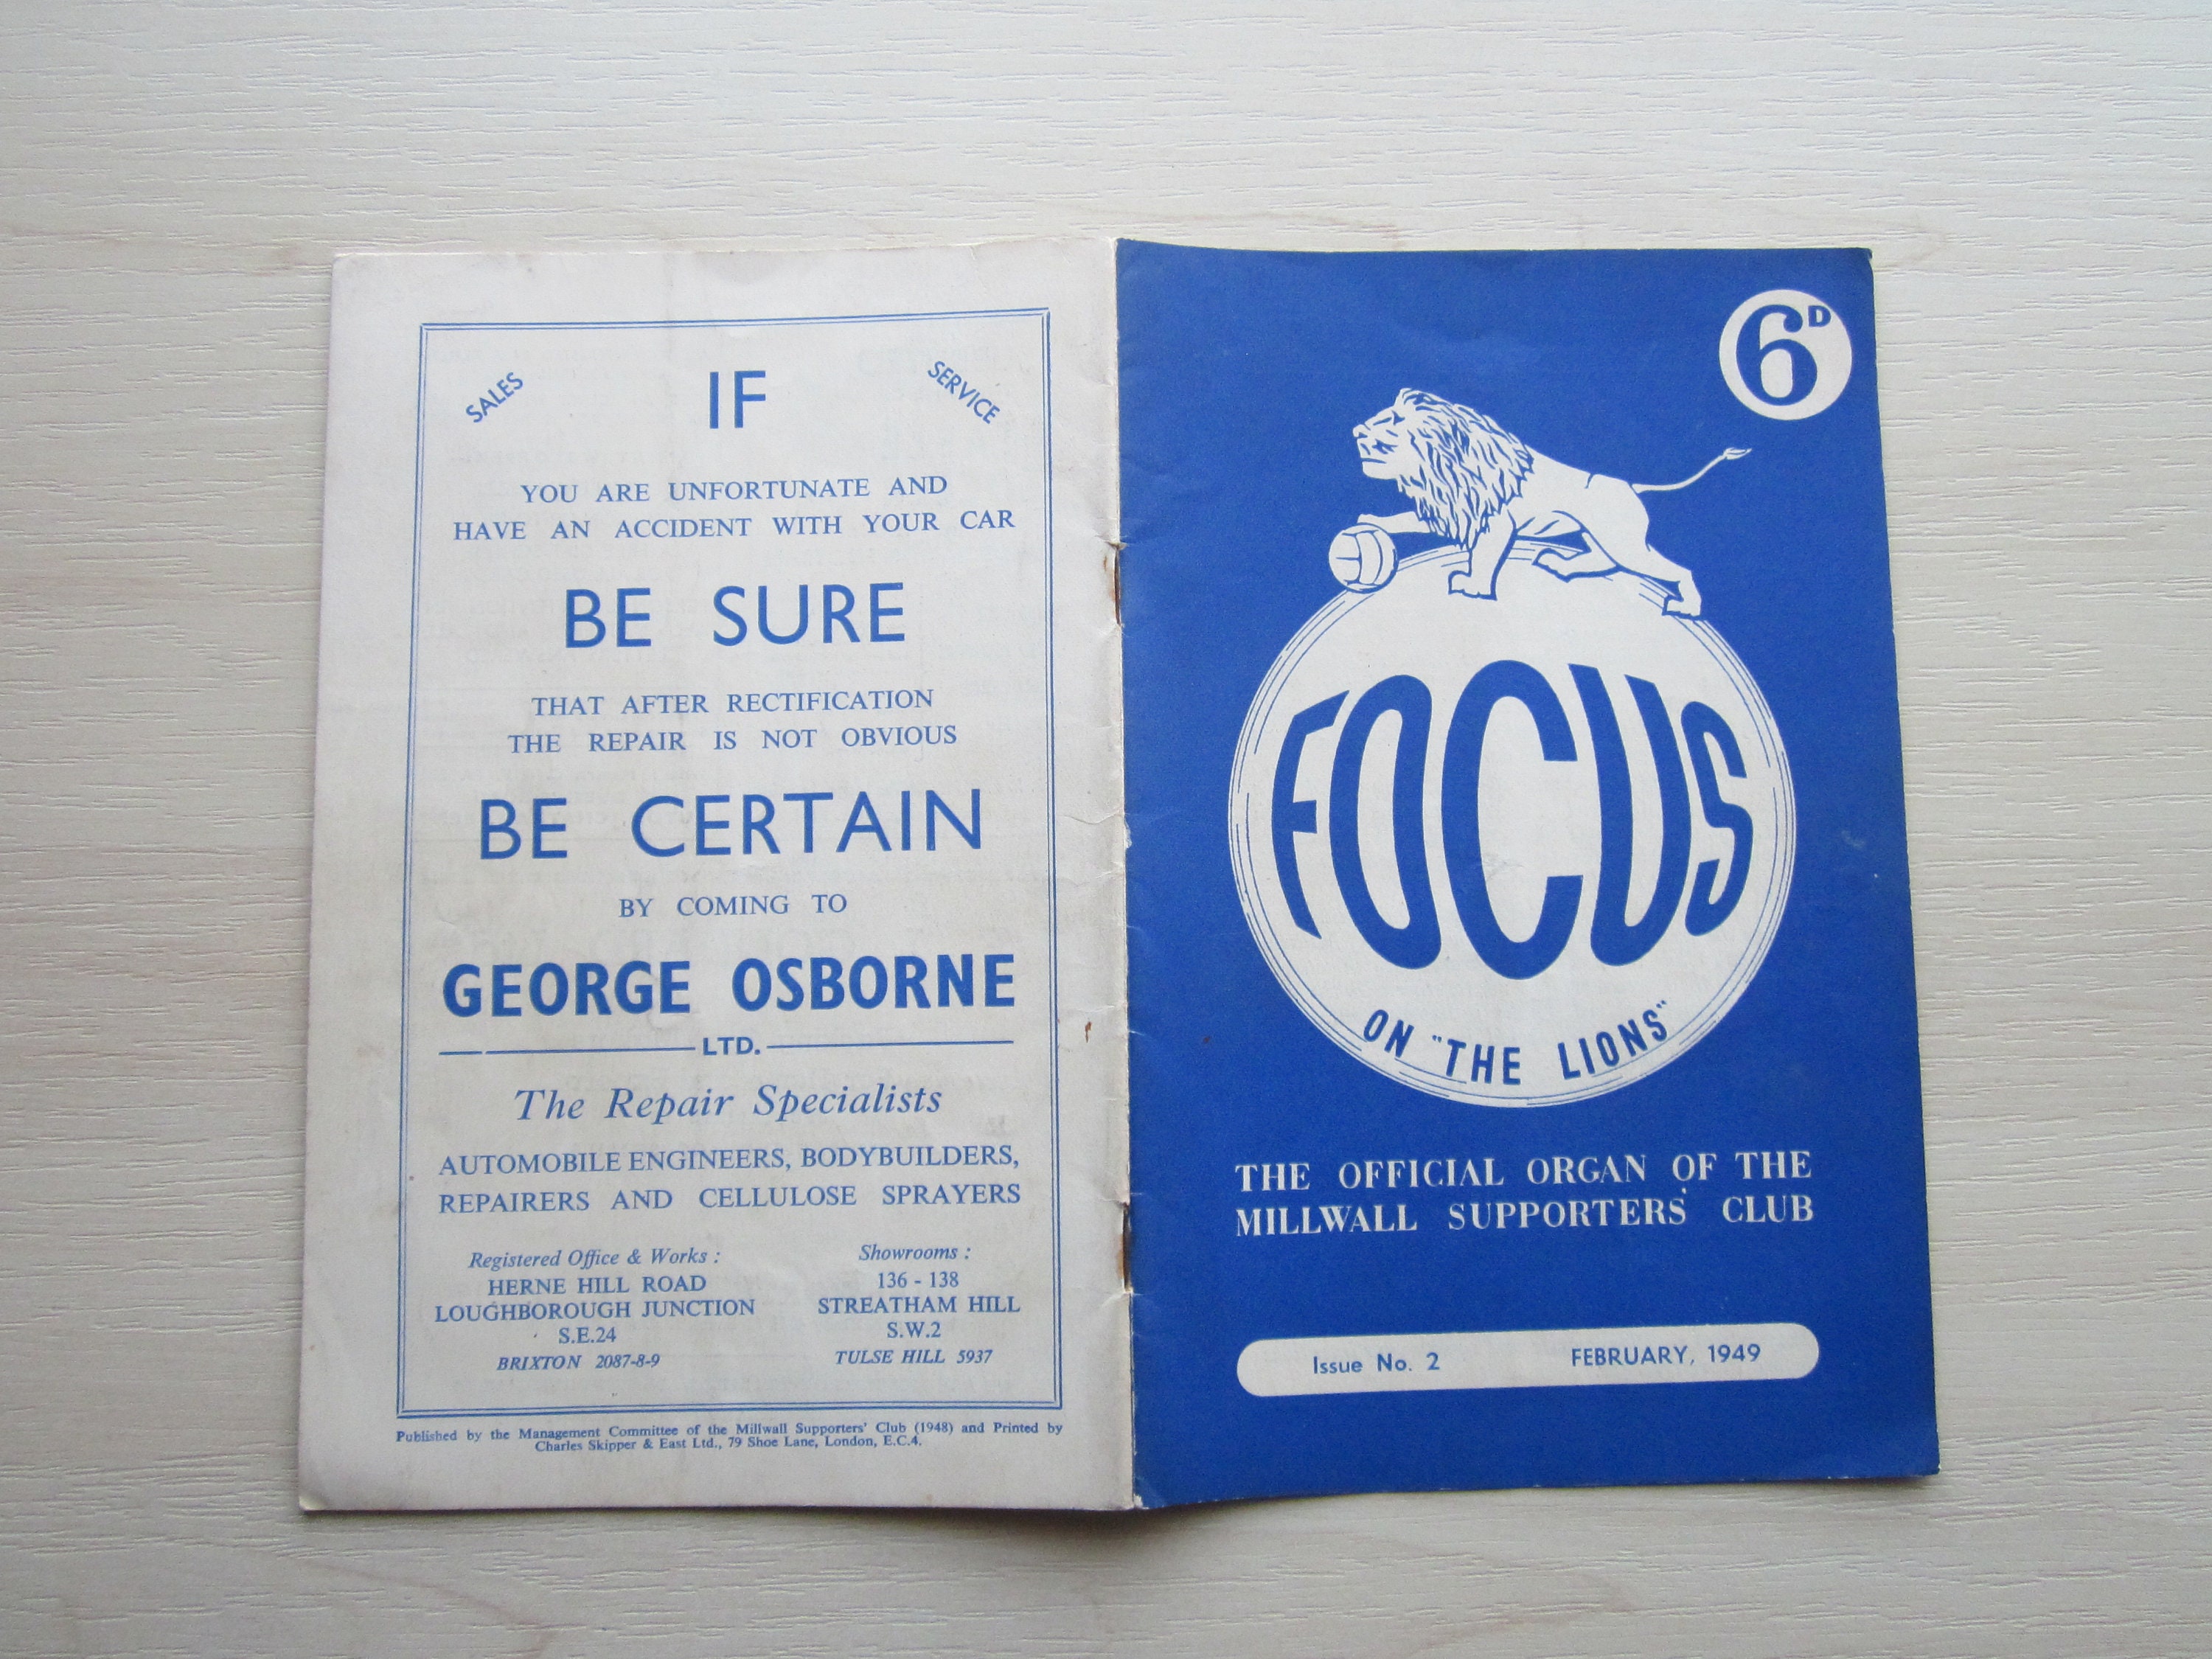 SALES
IF
SERVICE
YOU ARE UNFORTUNATE AND
HAVE AN ACCIDENT WITH YOUR CAR
BE SURE
THAT AFTER RECTIFICATION
THE REPAIR IS NOT OBVIOUS
BE CERTAIN
BY COMING TO
GEORGE OSBORNE
LTD.
The Repair Specialists
AUTOMOBILE ENGINEERS, BODYBUILDERS,
REPAIRERS AND CELLULOSE SPRAYERS
Registered Office & Works :
HERNE HILL ROAD
LOUGHBOROUGH JUNCTION
S.E.24
BRIXTON 2087-8-9
Showrooms :
136 - 138
STREATHAM HILL
S.W.2
TULSE HILL 5937
Published by the Management Committee of the Millwall Supporters' Club (1948) and Printed by
Charles Skipper & East Ltd., 79 Shoe Lane, London, E.C.4.
6D
FOCUS
ON "THE LIONS"
THE OFFICIAL ORGAN OF THE
MILLWALL SUPPORTERS' CLUB
Issue No. 2 FEBRUARY, 1949